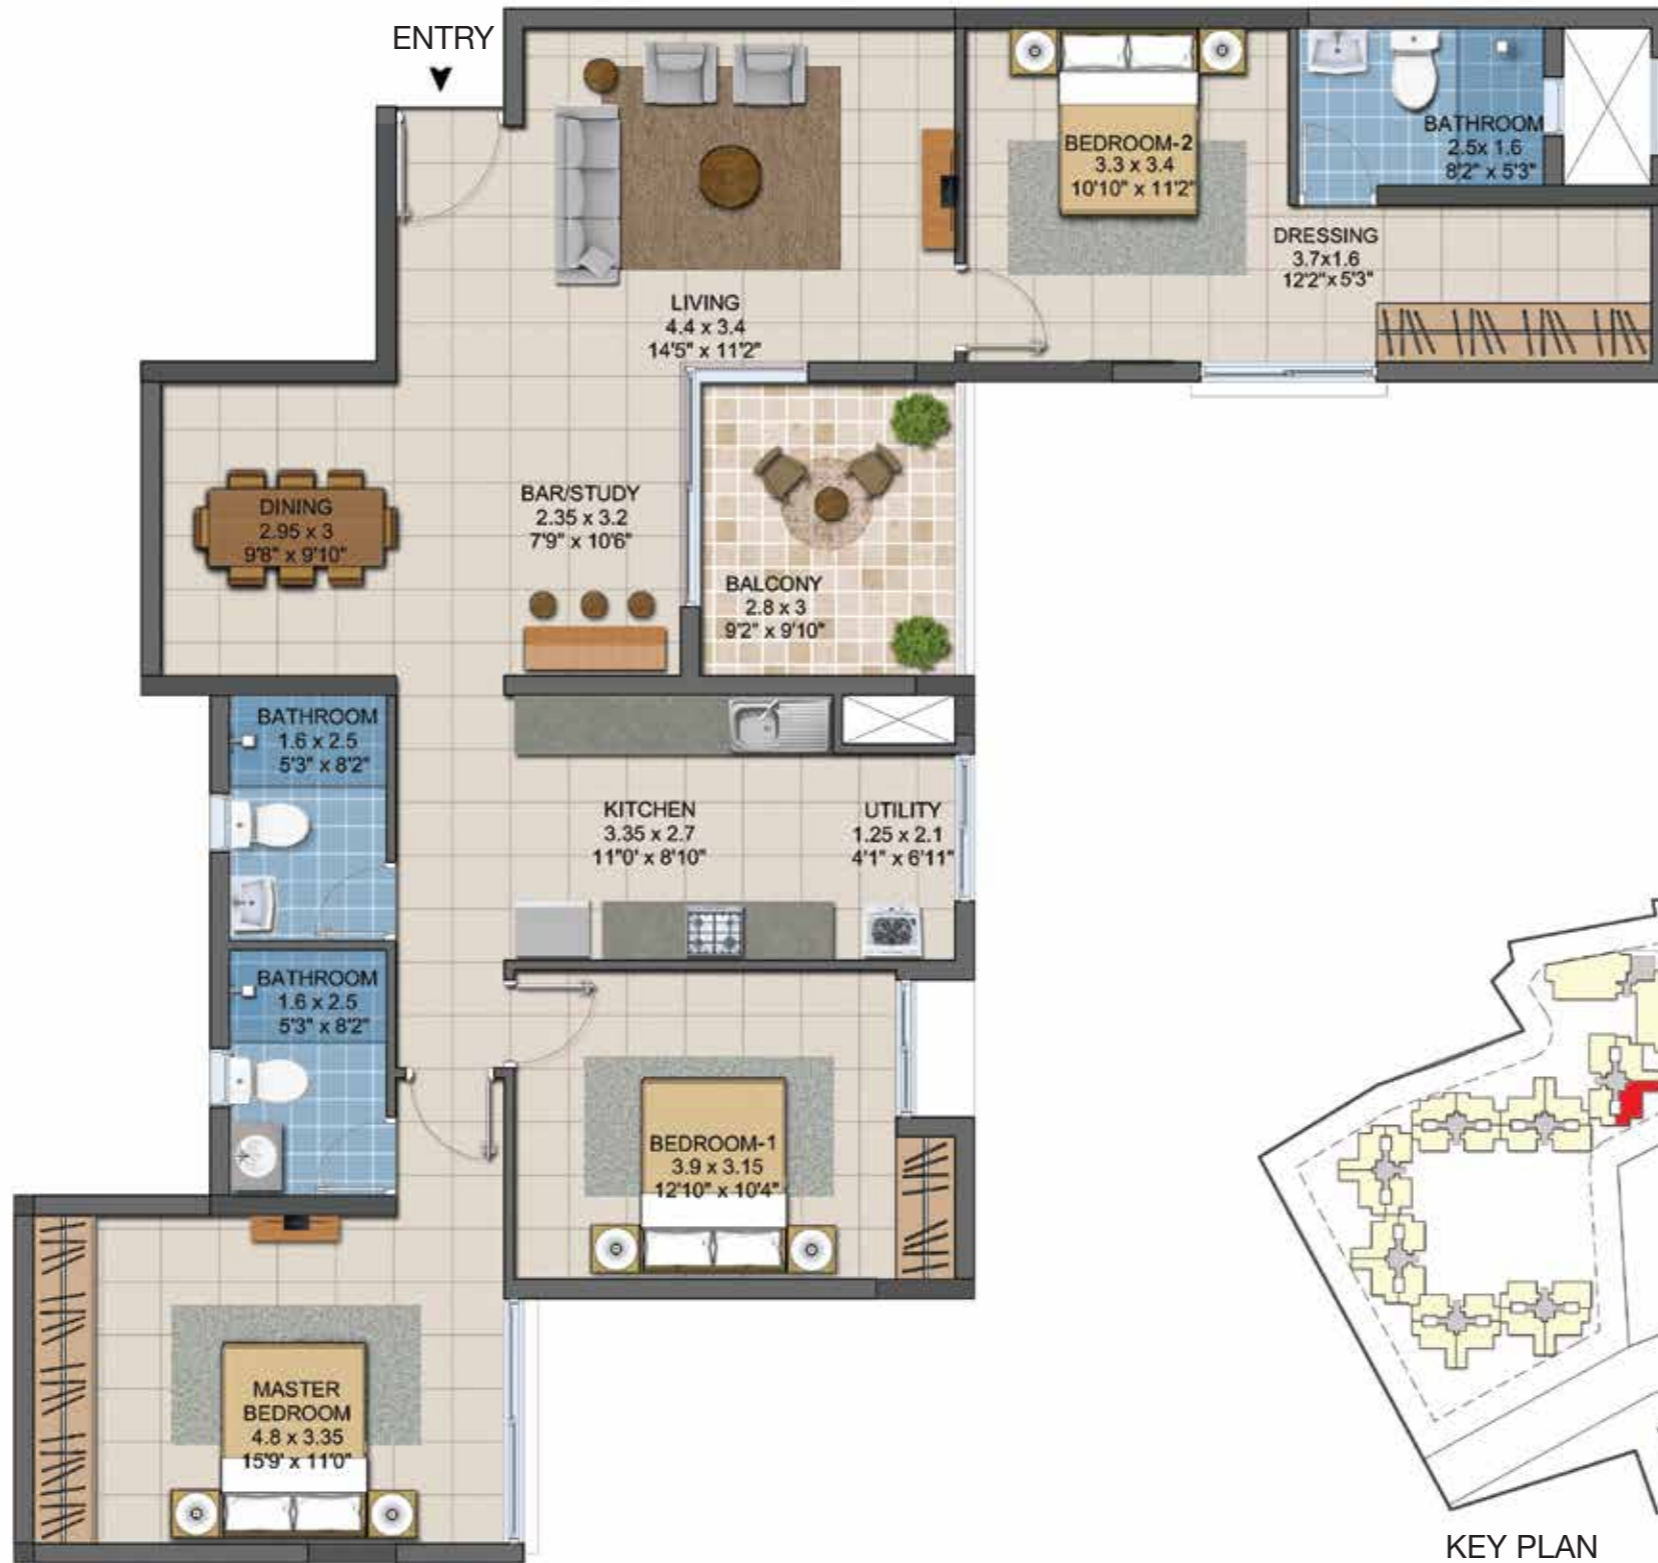 ENTRY
BEDROOM-2
3.3 x 3.4
10'10" x 11'2"
BATHROOM
2.5x 1.6
8'2" x 5'3"
DRESSING
3.7x1.6
12'2"x 5'3"
LIVING
4.4 x 3.4
14'5" x 11'2"
DINING
2.95 x 3
9'8" x 9'10"
BAR/STUDY
2.35 x 3.2
7'9" x 10'6"
BALCONY
2.8 x 3
9'2" x 9'10"
BATHROOM
1.6 x 2.5
5'3" x 8'2"
KITCHEN
3.35 x 2.7
11"0' x 8'10"
UTILITY
1.25 x 2.1
4'1" x 6'11"
BATHROOM
1.6 x 2.5
5'3" x 8'2"
BEDROOM-1
3.9 x 3.15
12'10" x 10'4"
MASTER
BEDROOM
4.8 x 3.35
15'9' x 11'0"
KEY PLAN